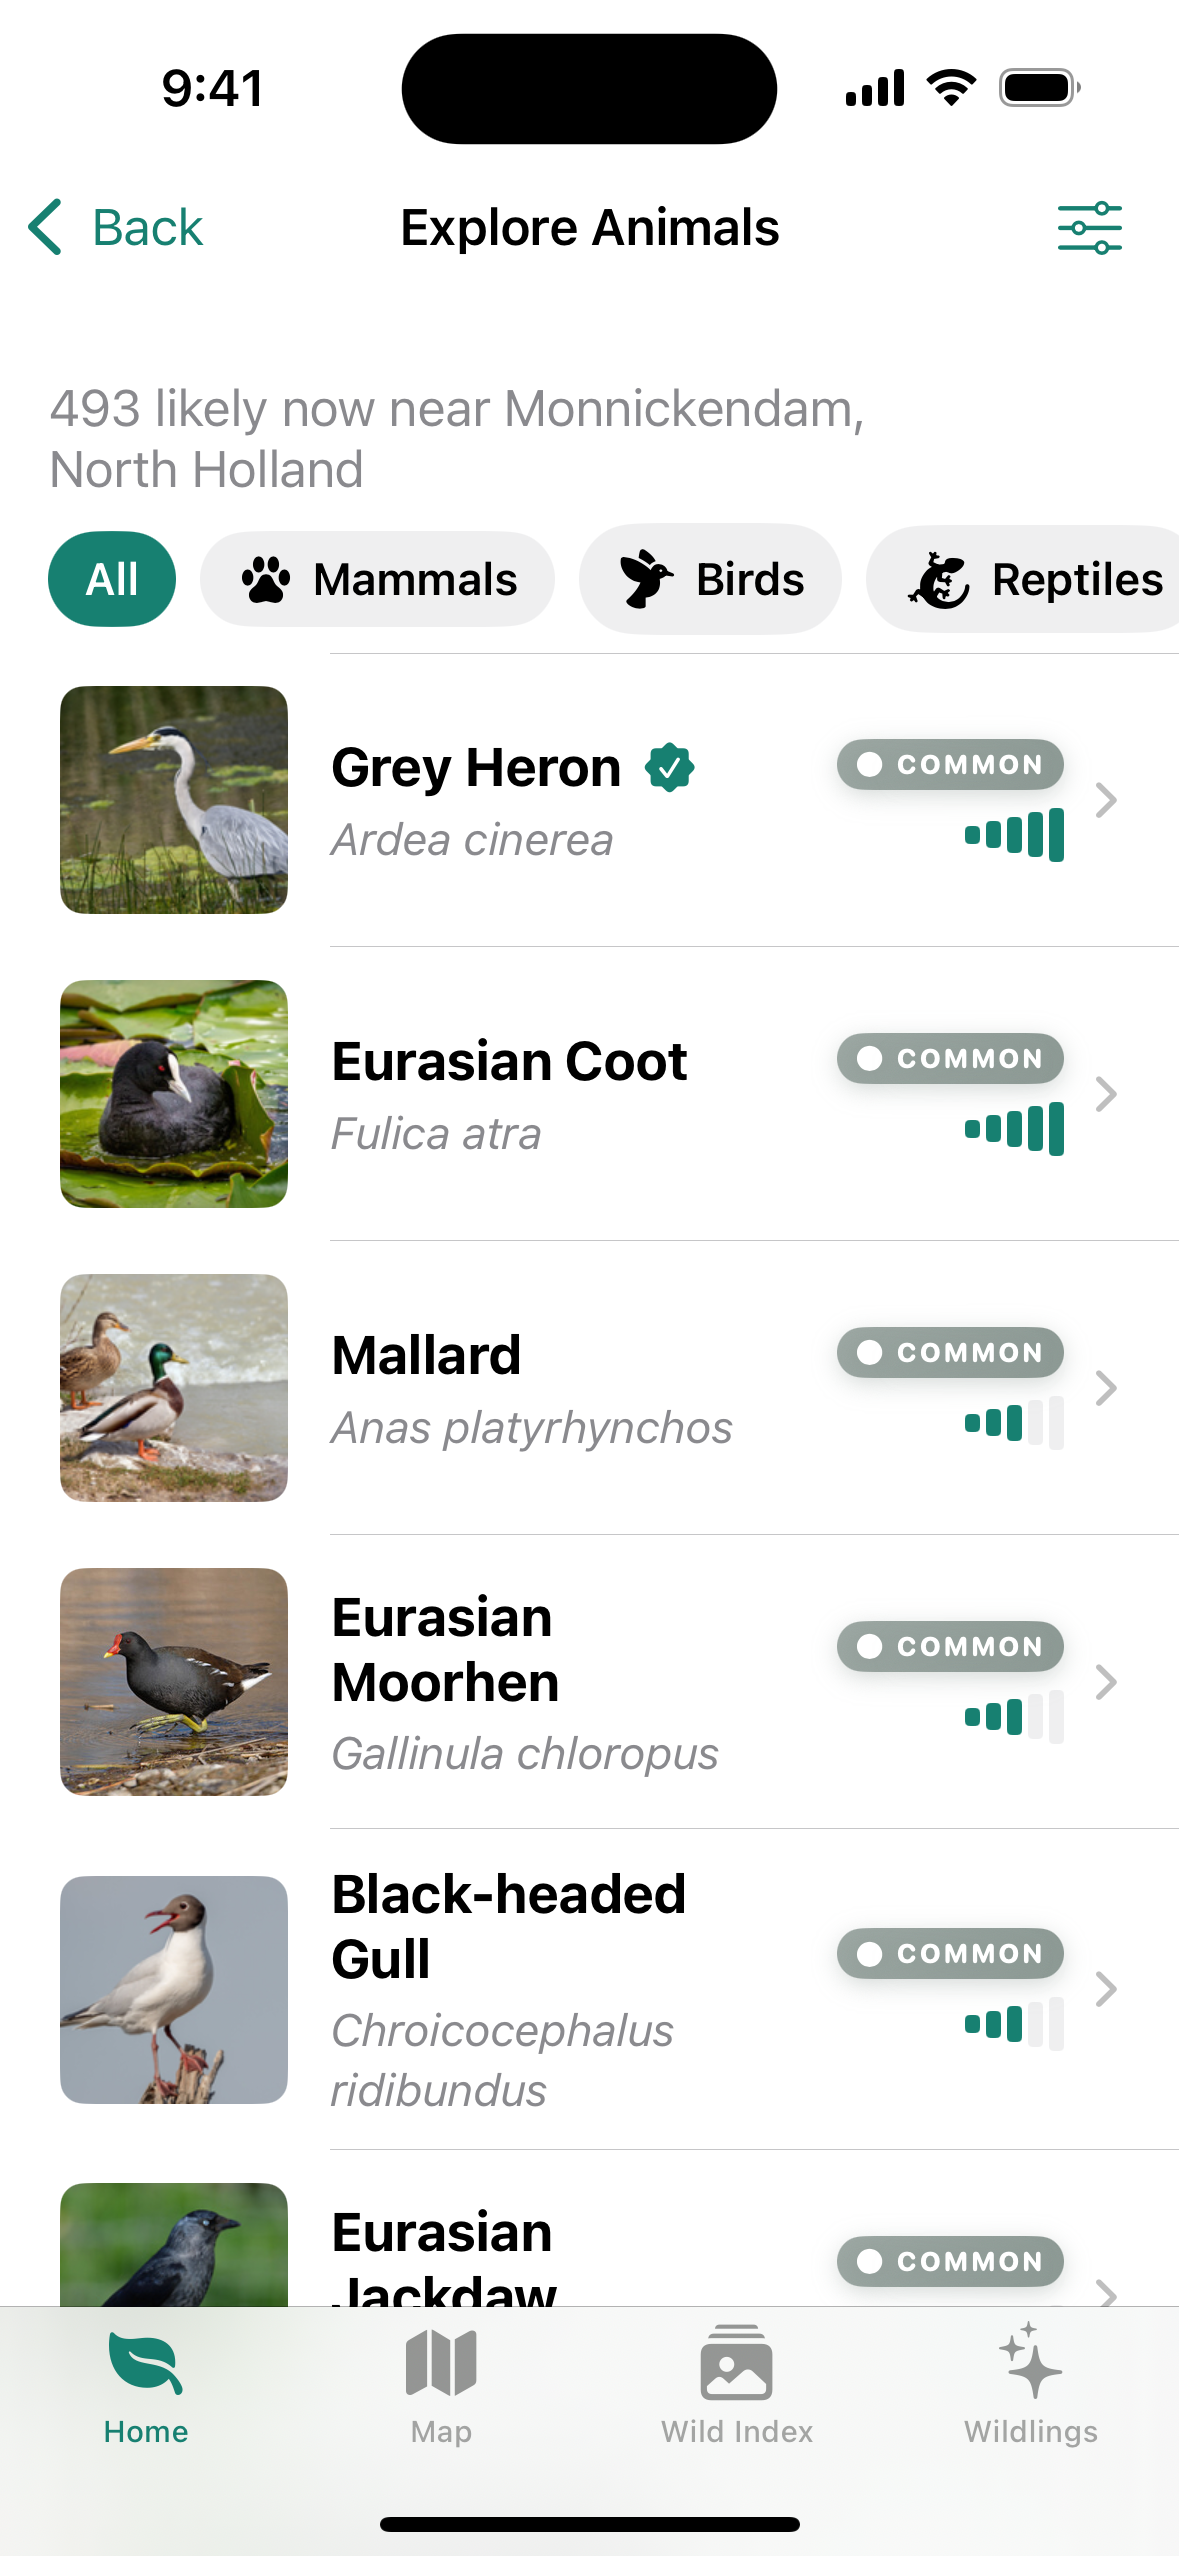 9:41
Back
Explore Animals
493 likely now near Monnickendam,
North Holland
All
Mammals
Birds
Reptiles
Grey Heron
COMMON
Ardea cinerea
Eurasian Coot
COMMON
Fulica atra
Mallard
COMMON
Anas platyrhynchos
Eurasian
Moorhen
COMMON
Gallinula chloropus
Black-headed
Gull
COMMON
Chroicocephalus
ridibundus
Eurasian
Jackdaw
COMMON
Home
Map
Wild Index
Wildlings